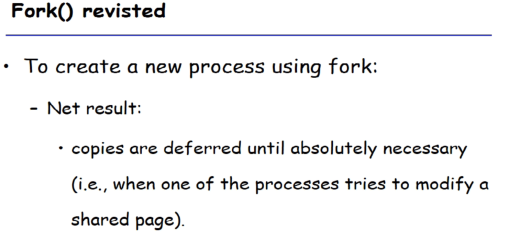 Fork() revisted
• To create a new process using fork:
– Net result:
• copies are deferred until absolutely necessary
(i.e., when one of the processes tries to modify a
shared page).